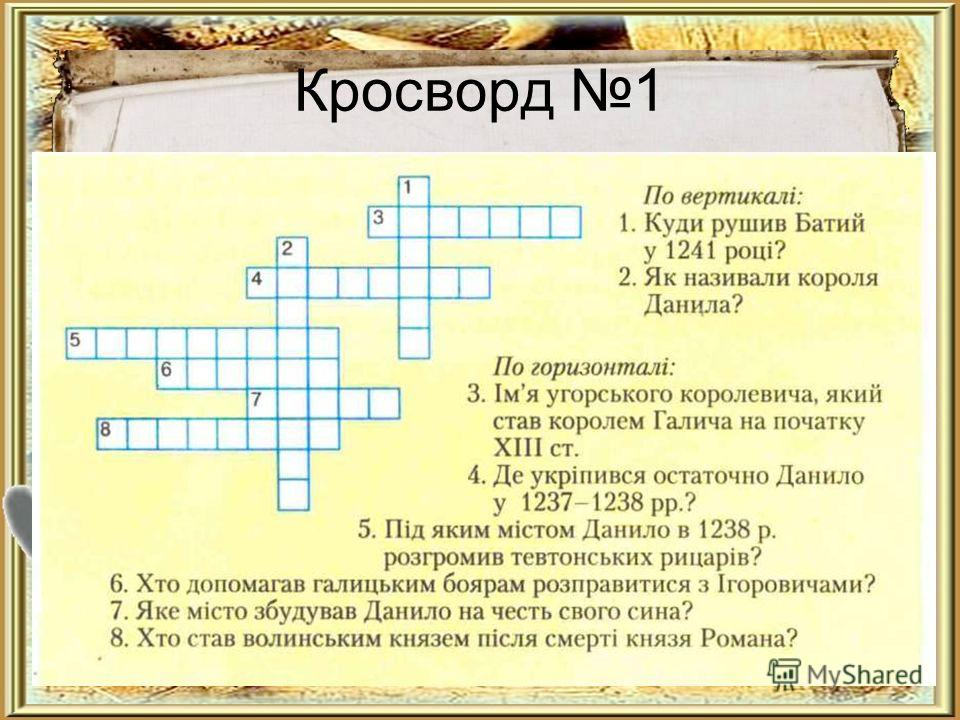 Кросворд №1
1
3
2
4
5
6
7
8
По вертикалі:
1. Куди рушив Батий
у 1241 році?
2. Як називали короля
Данила?
По горизонталі:
3. Ім’я угорського королевича, який
став королем Галича на початку
XIII ст.
4. Де укріпився остаточно Данило
у 1237–1238 рр.?
5. Під яким містом Данило в 1238 р.
розгромив тевтонських рицарів?
6. Хто допомагав галицьким боярам розправитися з Ігоровичами?
7. Яке місто збудував Данило на честь свого сина?
8. Хто став волинським князем після смерті князя Романа?
MyShared